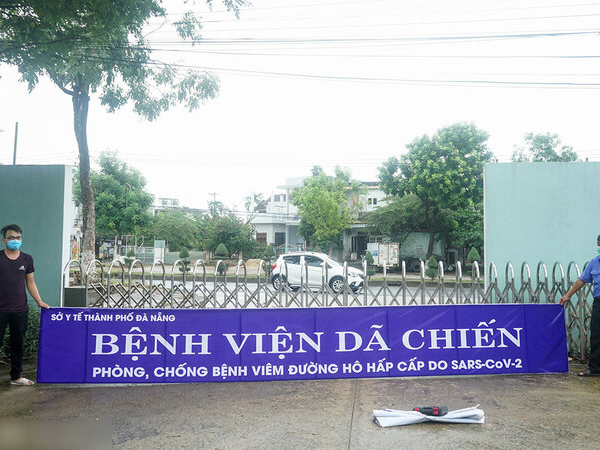 SỞ Y TẾ THÀNH PHỐ ĐÀ NẴNG
BỆNH VIỆN DÃ CHIẾN
PHÒNG, CHỐNG BỆNH VIÊM ĐƯỜNG HÔ HẤP CẤP DO SARS-CoV-2